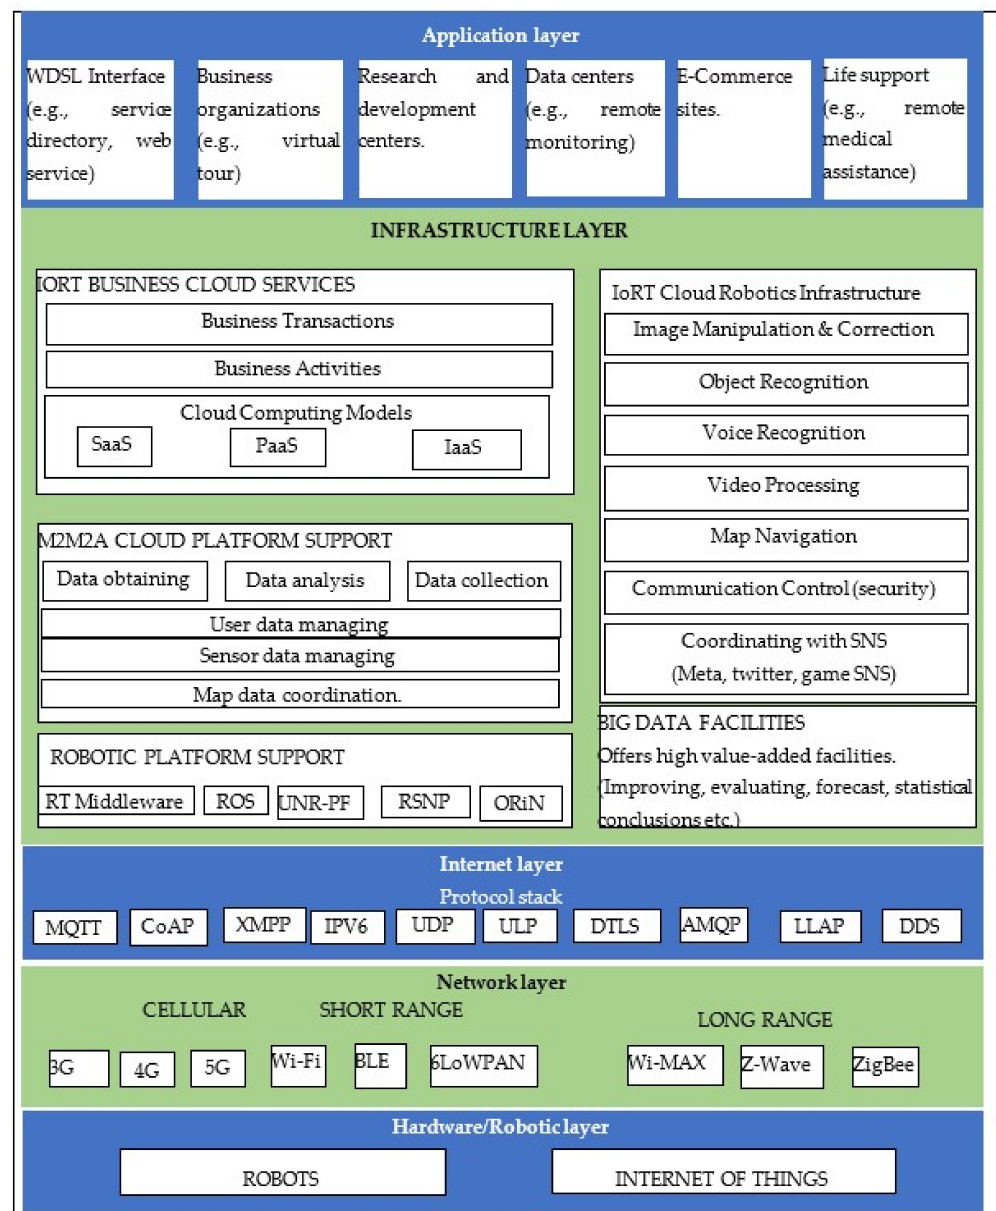 Application layer
WDSL Interface
(e.g., service
directory, web
service)
Business
organizations
(e.g., virtual
tour)
Research and
development
centers.
Data centers
(e.g., remote
monitoring)
E-Commerce
sites.
Life support
(e.g., remote
medical
assistance)
INFRASTRUCTURE LAYER
IORT BUSINESS CLOUD SERVICES
Business Transactions
Business Activities
Cloud Computing Models
SaaS
PaaS
IaaS
M2M2A CLOUD PLATFORM SUPPORT
Data obtaining
Data analysis
Data collection
User data managing
Sensor data managing
Map data coordination.
ROBOTIC PLATFORM SUPPORT
RT Middleware
ROS
UNR-PF
RSNP
ORiN
IoRT Cloud Robotics Infrastructure
Image Manipulation & Correction
Object Recognition
Voice Recognition
Video Processing
Map Navigation
Communication Control (security)
Coordinating with SNS
(Meta, twitter, game SNS)
BIG DATA FACILITIES
Offers high value-added facilities.
(Improving, evaluating, forecast, statistical
conclusions etc.)
Internet layer
Protocol stack
MQTT
CoAP
XMPP
IPV6
UDP
ULP
DTLS
AMQP
LLAP
DDS
Network layer
CELLULAR
3G
4G
5G
SHORT RANGE
Wi-Fi
BLE
6LoWPAN
LONG RANGE
Wi-MAX
Z-Wave
ZigBee
Hardware/Robotic layer
ROBOTS
INTERNET OF THINGS